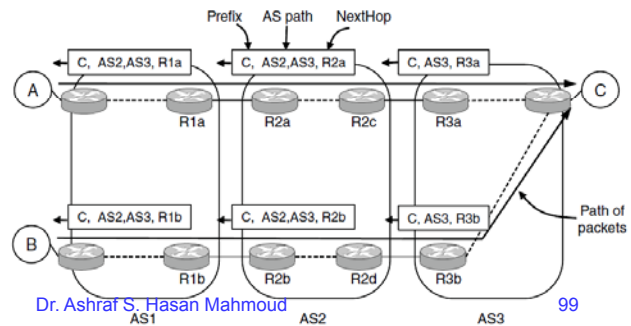 Prefix AS path NextHop
C, AS2,AS3, R1a C, AS2,AS3, R2a C, AS3, R3a
A C
R1a R2a R2c R3a
C, AS2,AS3, R1b C, AS2,AS3, R2b C, AS3, R3b
Path of
packets
B
R1b R2b R2d R3b
Dr. Ashraf S. Hasan Mahmoud 99
AS1 AS2 AS3